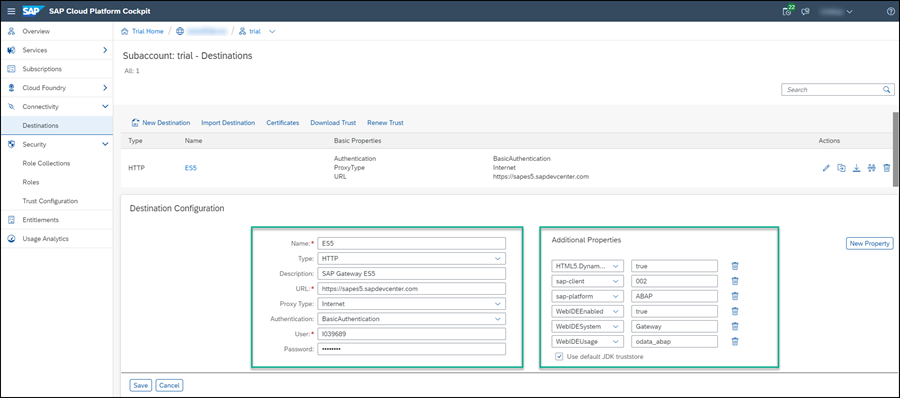 SAP SAP Cloud Platform Cockpit 22
Overview
Services
Subscriptions
Cloud Foundry
Connectivity
Destinations
Security
Role Collections
Roles
Trust Configuration
Entitlements
Usage Analytics
Trial Home / / trial
Subaccount: trial - Destinations
All: 1
Search
New Destination Import Destination Certificates Download Trust Renew Trust
Type Name Basic Properties Actions
HTTP ES5
Authentication BasicAuthentication
ProxyType Internet
URL https://sapes5.sapdevcenter.com
Destination Configuration
Name:* ES5
Type: HTTP
Description: SAP Gateway ES5
URL:* https://sapes5.sapdevcenter.com
Proxy Type: Internet
Authentication: BasicAuthentication
User:* I039689
Password: ••••••••
Additional Properties
New Property
HTML5.Dynam... true
sap-client 002
sap-platform ABAP
WebIDEEnabled true
WebIDESystem Gateway
WebIDEUsage odata_abap
Use default JDK truststore
Save Cancel